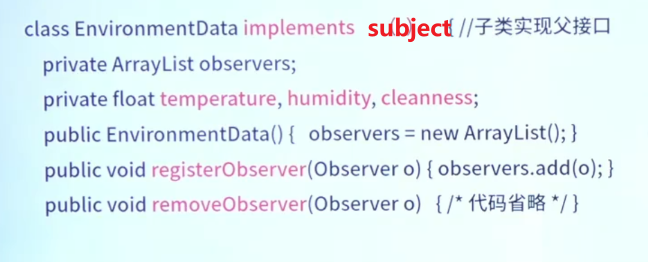 class EnvironmentData implements subject { //子类实现父接口
private ArrayList observers;
private float temperature, humidity, cleanness;
public EnvironmentData() { observers = new ArrayList(); }
public void registerObserver(Observer o) { observers.add(o); }
public void removeObserver(Observer o) { /* 代码省略 */ }